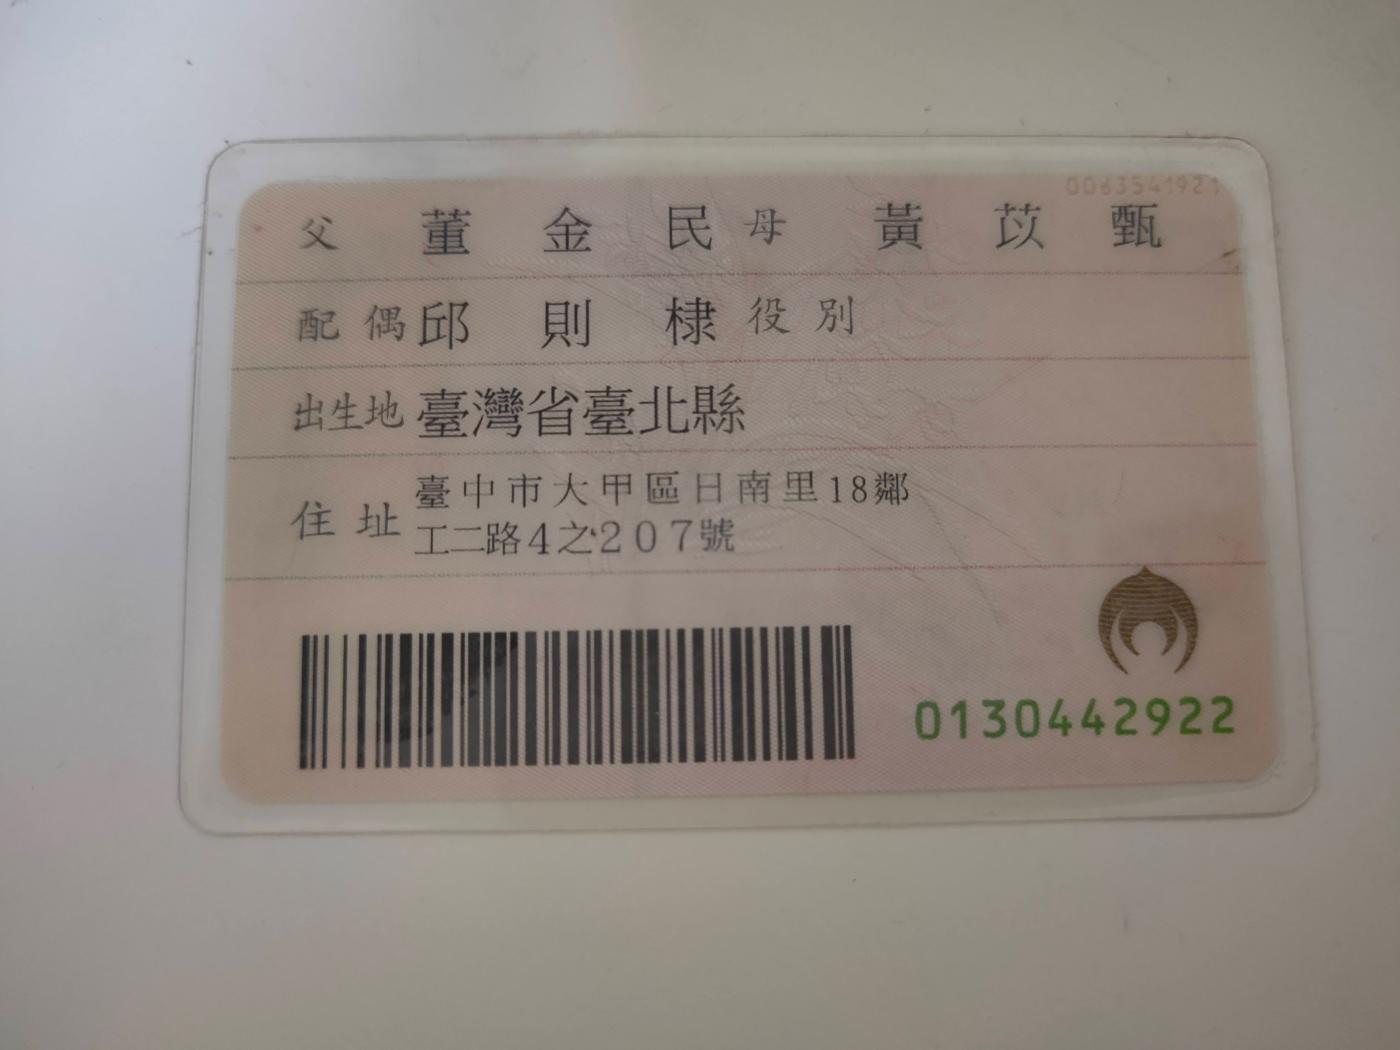 0063541921
父 董金民 母 黃苡甄
配偶 邱則棣 役別
出生地 臺灣省臺北縣
住址 臺中市大甲區日南里18鄰
工二路4之207號
0130442922